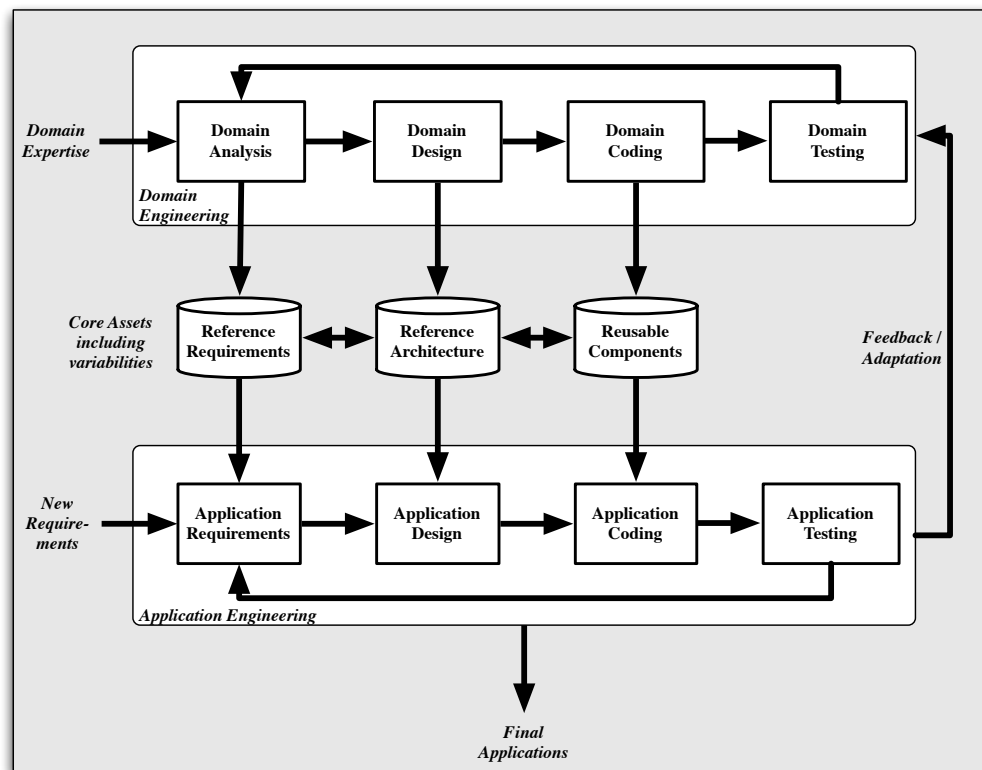 Domain
Expertise
Domain
Analysis
Domain
Design
Domain
Coding
Domain
Testing
Domain
Engineering
Core Assets
including
variabilities
Reference
Requirements
Reference
Architecture
Reusable
Components
Feedback /
Adaptation
New
Require-
ments
Application
Requirements
Application
Design
Application
Coding
Application
Testing
Application Engineering
Final
Applications